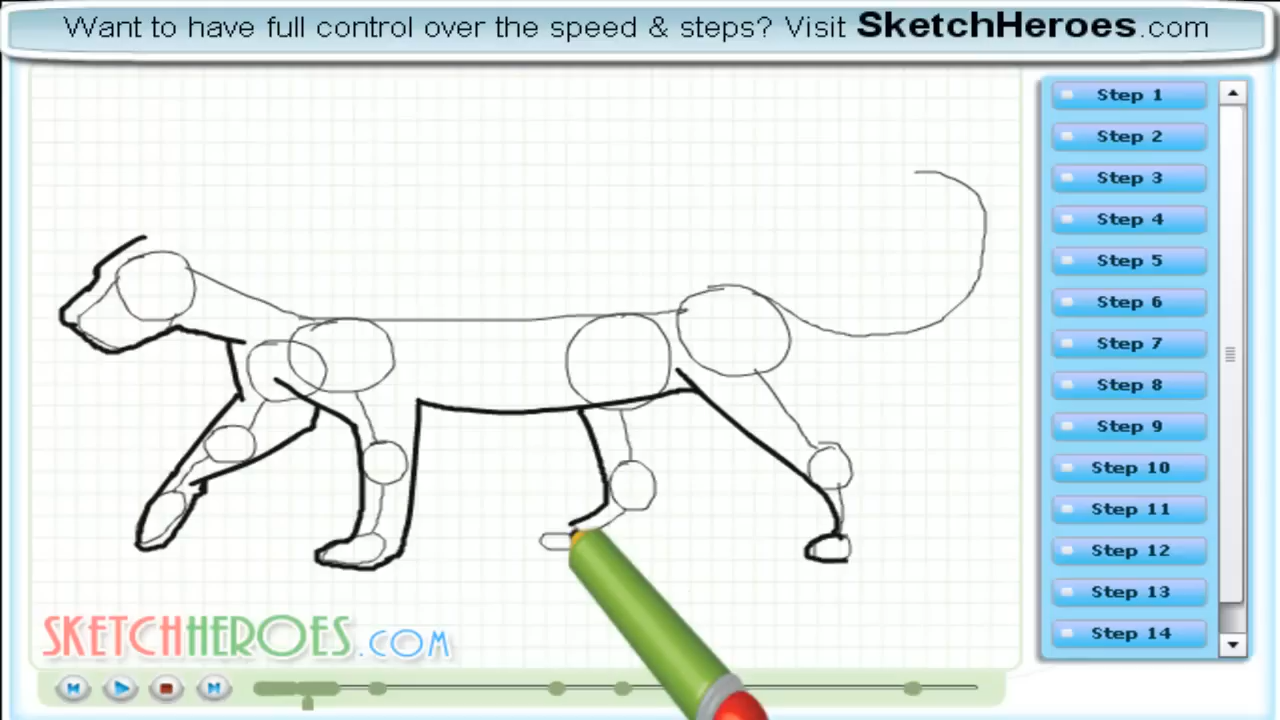 Want to have full control over the speed & steps? Visit SketchHeroes.com
Step 1
Step 2
Step 3
Step 4
Step 5
Step 6
Step 7
Step 8
Step 9
Step 10
Step 11
Step 12
Step 13
Step 14
SKETCHHEROES.COM